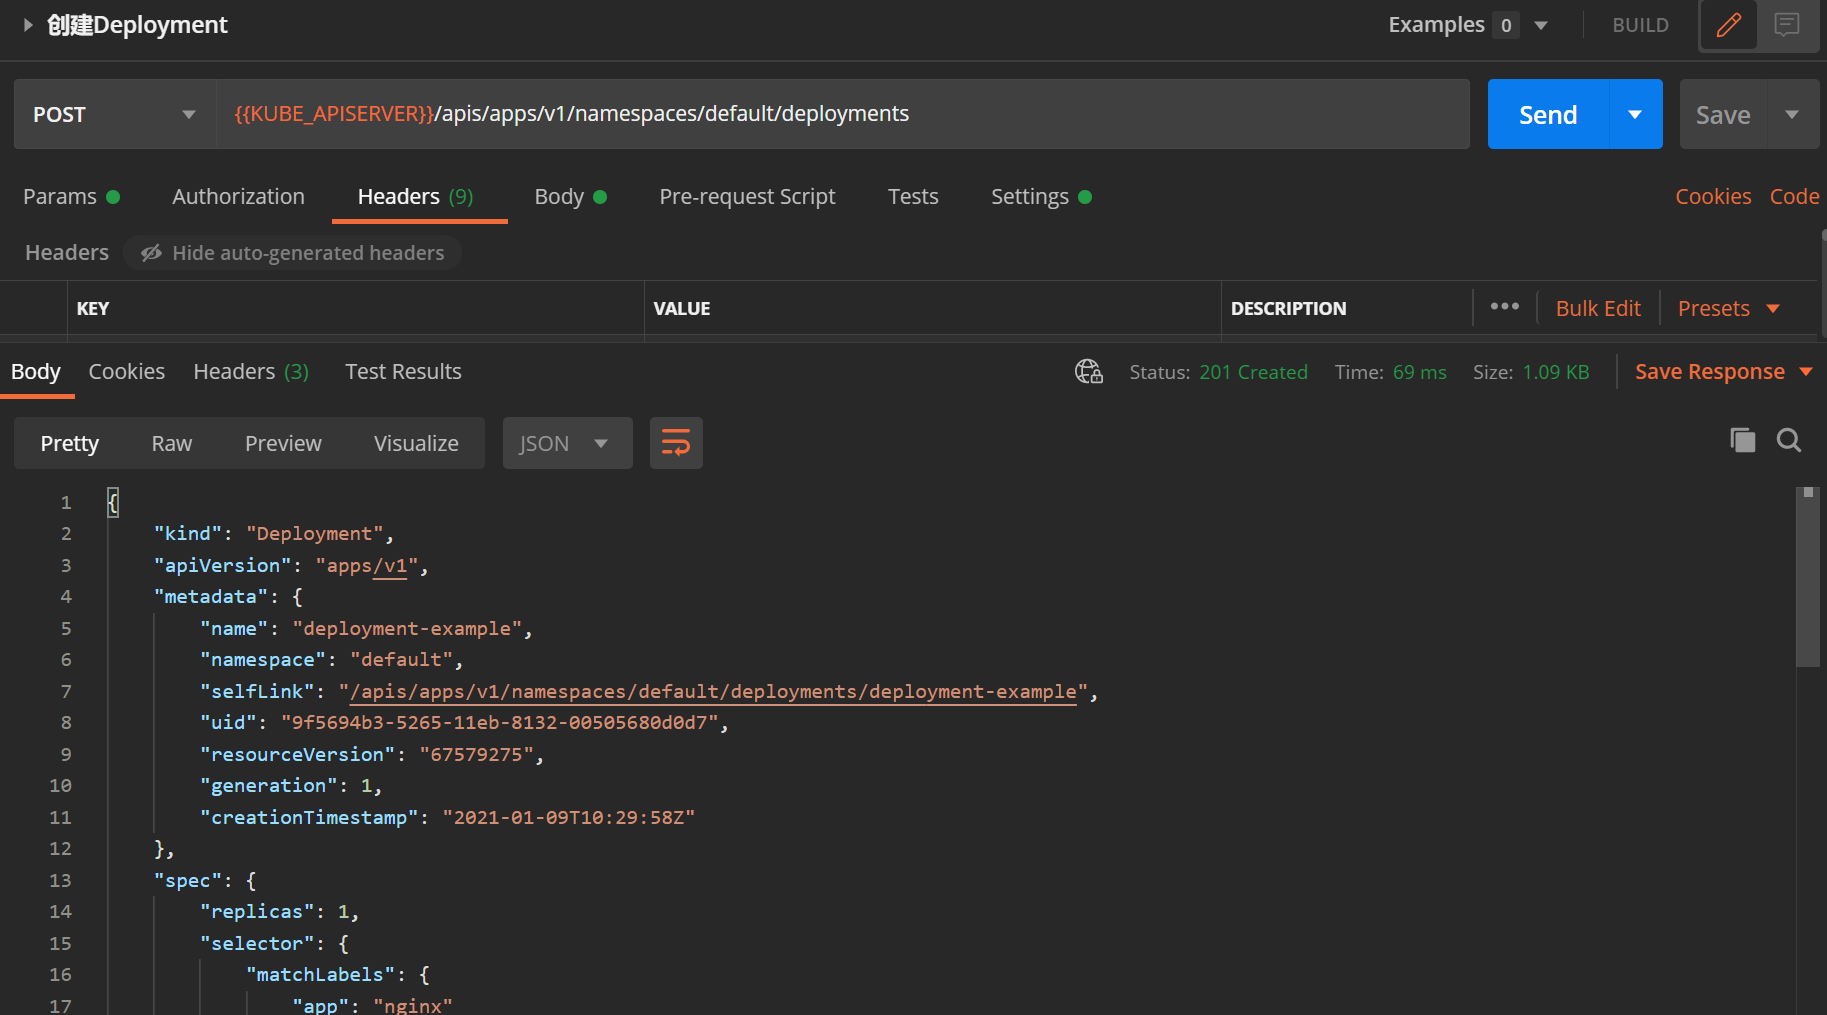 创建Deployment Examples 0 BUILD
POST {{KUBE_APISERVER}}/apis/apps/v1/namespaces/default/deployments Send Save
Params Authorization Headers (9) Body Pre-request Script Tests Settings Cookies Code
Headers Hide auto-generated headers
KEY VALUE DESCRIPTION ••• Bulk Edit Presets
Body Cookies Headers (3) Test Results Status: 201 Created Time: 69 ms Size: 1.09 KB Save Response
Pretty Raw Preview Visualize JSON
1 {
2 "kind": "Deployment",
3 "apiVersion": "apps/v1",
4 "metadata": {
5 "name": "deployment-example",
6 "namespace": "default",
7 "selfLink": "/apis/apps/v1/namespaces/default/deployments/deployment-example",
8 "uid": "9f5694b3-5265-11eb-8132-00505680d0d7",
9 "resourceVersion": "67579275",
10 "generation": 1,
11 "creationTimestamp": "2021-01-09T10:29:58Z"
12 },
13 "spec": {
14 "replicas": 1,
15 "selector": {
16 "matchLabels": {
17 "app": "nginx"